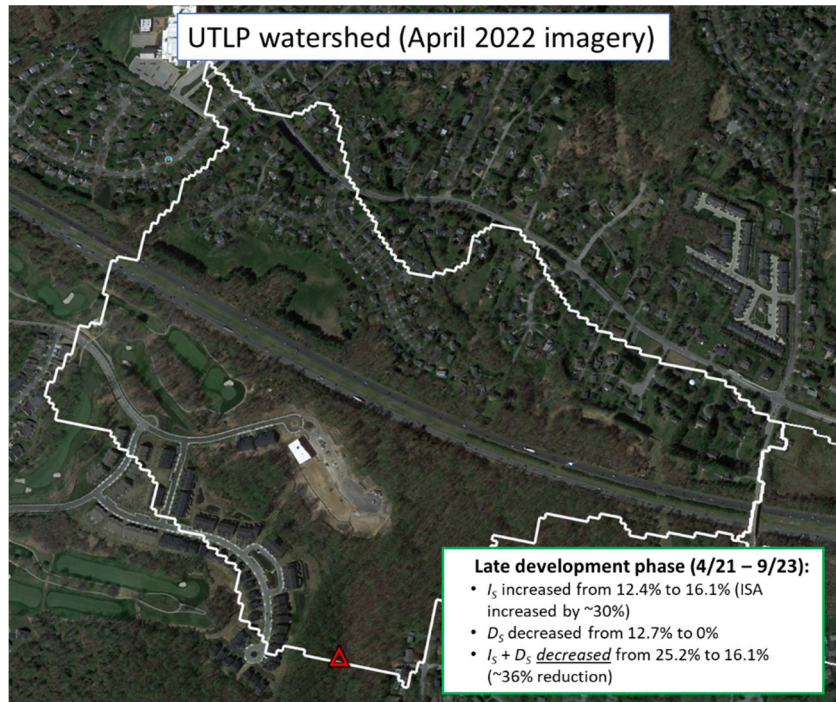 UTLP watershed (April 2022 imagery)
Late development phase (4/21 – 9/23):
• IS increased from 12.4% to 16.1% (ISA
increased by ~30%)
• DS decreased from 12.7% to 0%
• IS + DS decreased from 25.2% to 16.1%
(~36% reduction)